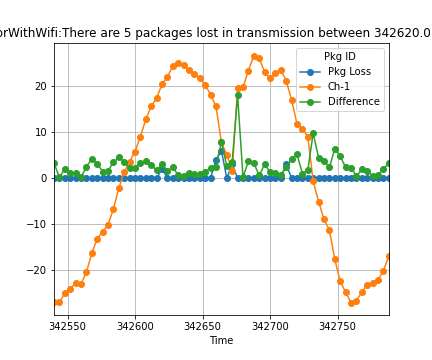 orWithWifi:There are 5 packages lost in transmission between 342620.0
Pkg ID
Pkg Loss
Ch-1
Difference
20
10
0
−10
−20
342550 342600 342650 342700 342750
Time